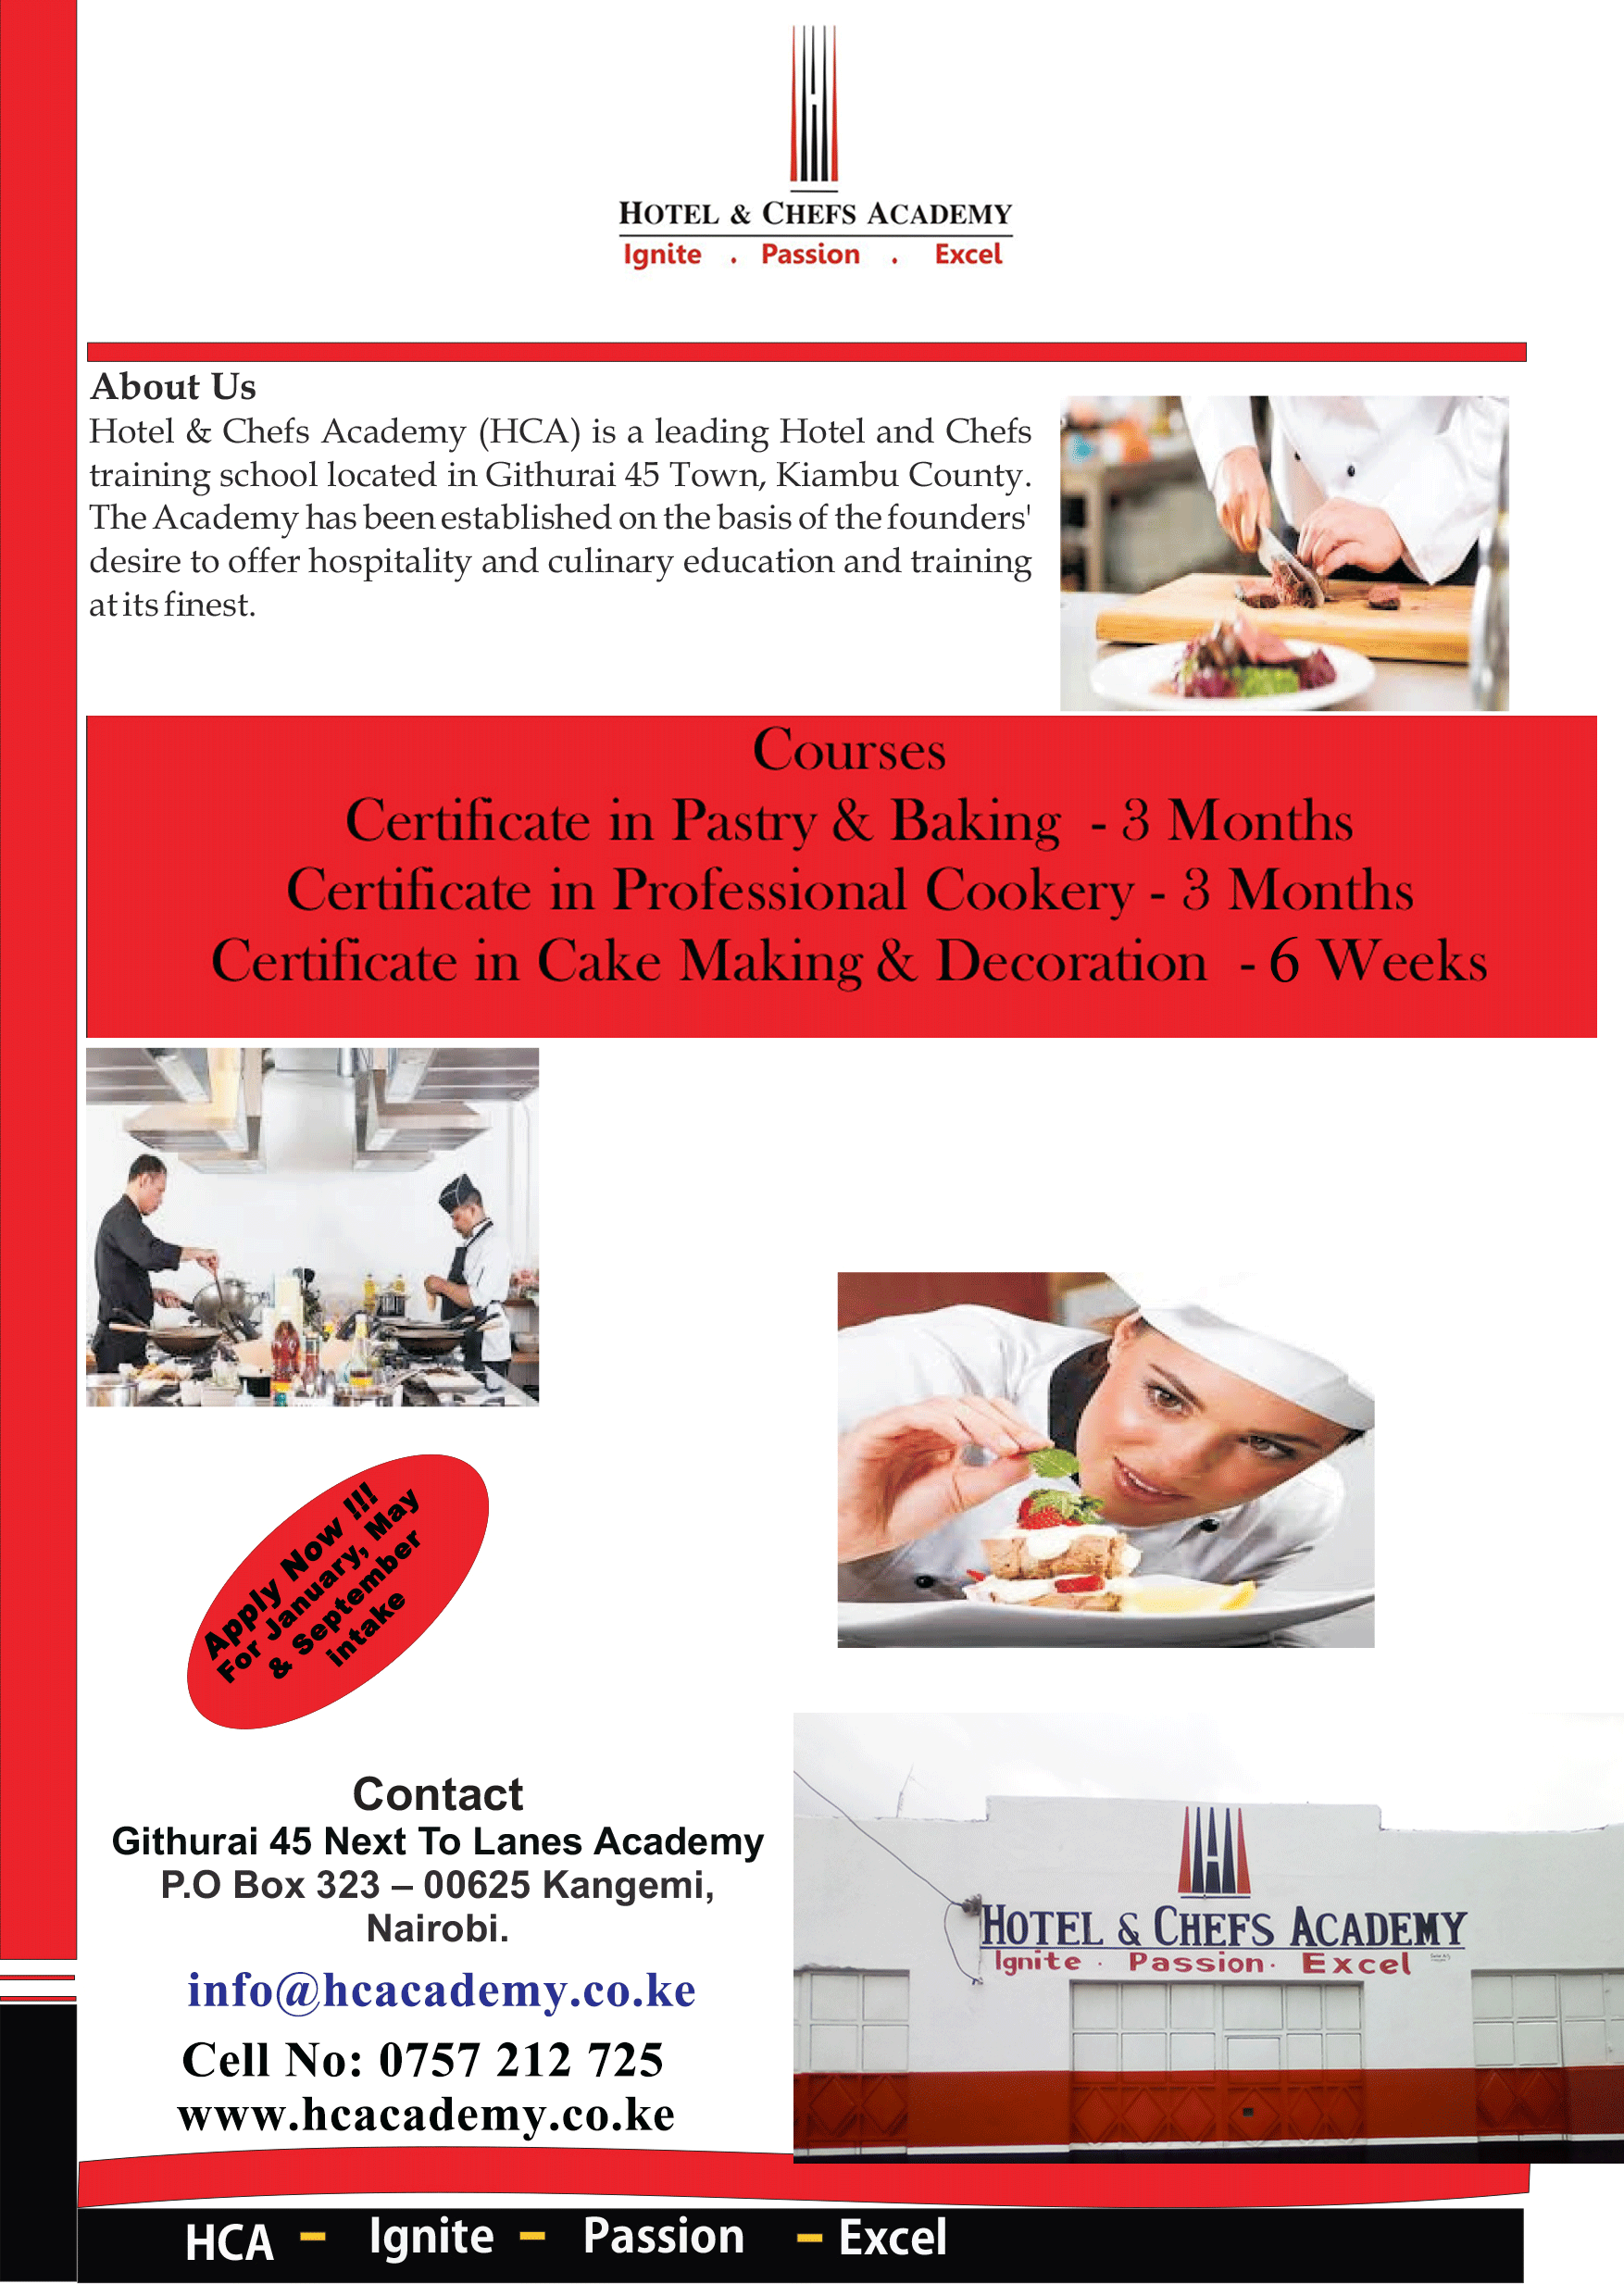 HOTEL & CHEFS ACADEMY
Ignite . Passion . Excel
About Us
Hotel & Chefs Academy (HCA) is a leading Hotel and Chefs
training school located in Githurai 45 Town, Kiambu County.
The Academy has been established on the basis of the founders'
desire to offer hospitality and culinary education and training
at its finest.
Courses
Certificate in Pastry & Baking - 3 Months
Certificate in Professional Cookery - 3 Months
Certificate in Cake Making & Decoration - 6 Weeks
Apply Now !!!
For January, May
& September
intake
Contact
Githurai 45 Next To Lanes Academy
P.O Box 323 – 00625 Kangemi,
Nairobi.
info@hcacademy.co.ke
Cell No: 0757 212 725
www.hcacademy.co.ke
HOTEL & CHEFS ACADEMY
Ignite . Passion . Excel
HCA – Ignite – Passion – Excel